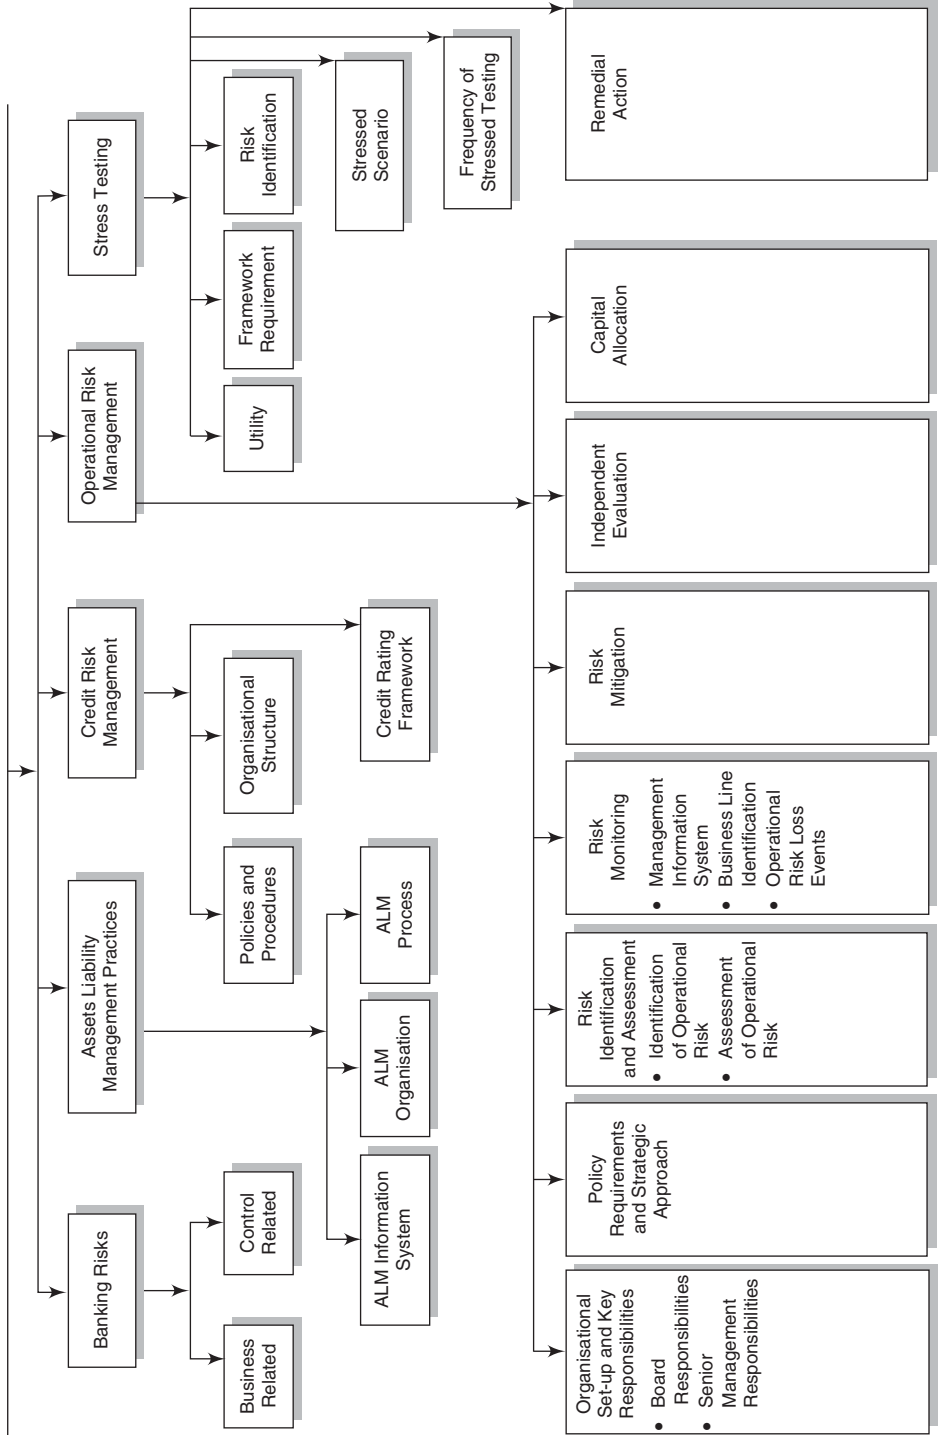 Banking Risks
Assets Liability
Management Practices
Credit Risk
Management
Operational Risk
Management
Stress Testing
Business
Related
Control
Related
Policies and
Procedures
Organisational
Structure
Utility
Framework
Requirement
Risk
Identification
ALM Information
System
ALM
Organisation
ALM
Process
Credit Rating
Framework
Stressed
Scenario
Frequency of
Stressed Testing
Organisational
Set-up and Key
Responsibilities
• Board
Responsibilities
• Senior
Management
Responsibilities
Policy
Requirements
and Strategic
Approach
Risk
Identification
and Assessment
• Identification
of Operational
Risk
• Assessment
of Operational
Risk
Risk
Monitoring
• Management
Information
System
• Business Line
Identification
• Operational
Risk Loss
Events
Risk
Mitigation
Independent
Evaluation
Capital
Allocation
Remedial
Action